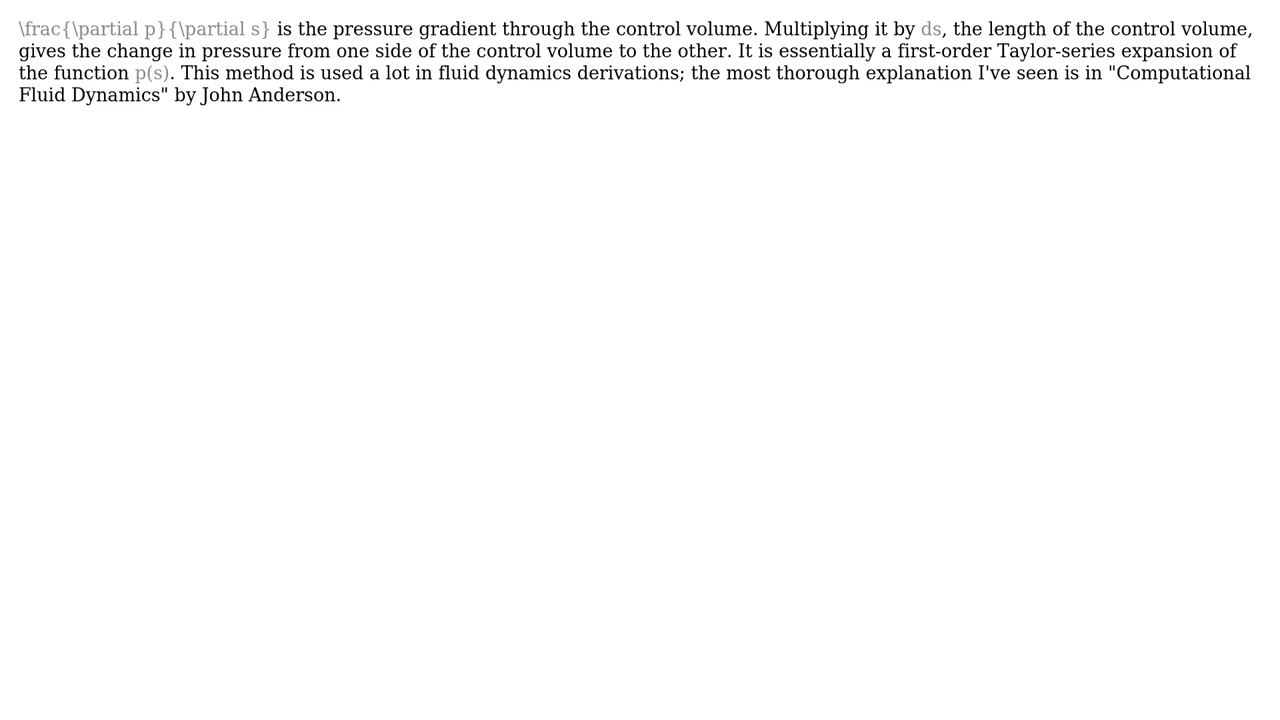 \frac{\partial p}{\partial s} is the pressure gradient through the control volume. Multiplying it by ds, the length of the control volume,
gives the change in pressure from one side of the control volume to the other. It is essentially a first-order Taylor-series expansion of
the function p(s). This method is used a lot in fluid dynamics derivations; the most thorough explanation I've seen is in "Computational
Fluid Dynamics" by John Anderson.